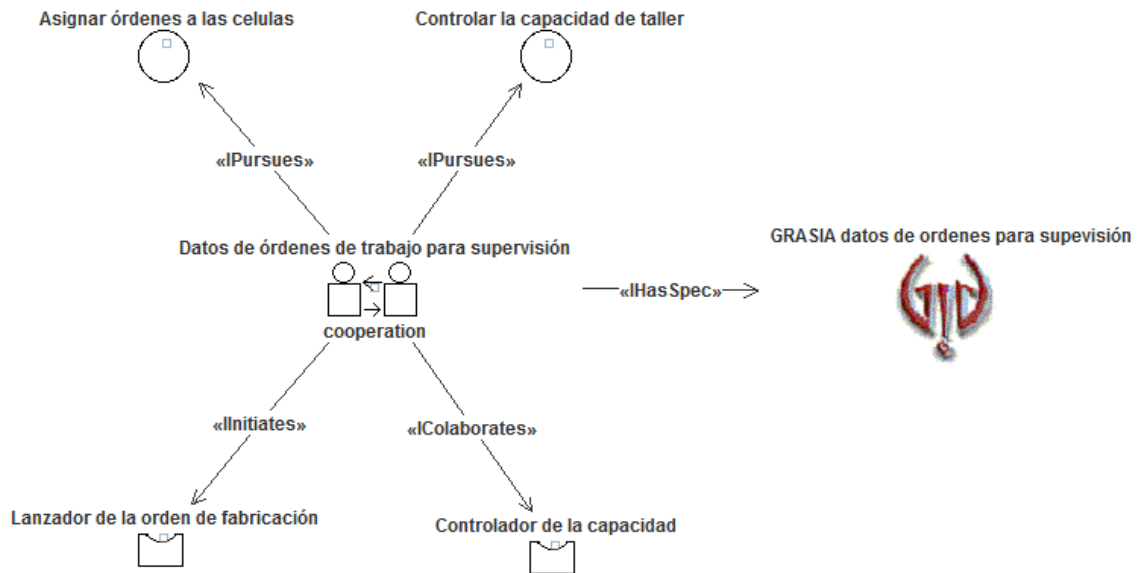 Asignar órdenes a las celulas
Controlar la capacidad de taller
«IPursues»
«IPursues»
Datos de órdenes de trabajo para supervisión
GRASIA datos de ordenes para supevisión
«IHasSpec»
cooperation
«IInitiates»
«IColaborates»
Lanzador de la orden de fabricación
Controlador de la capacidad